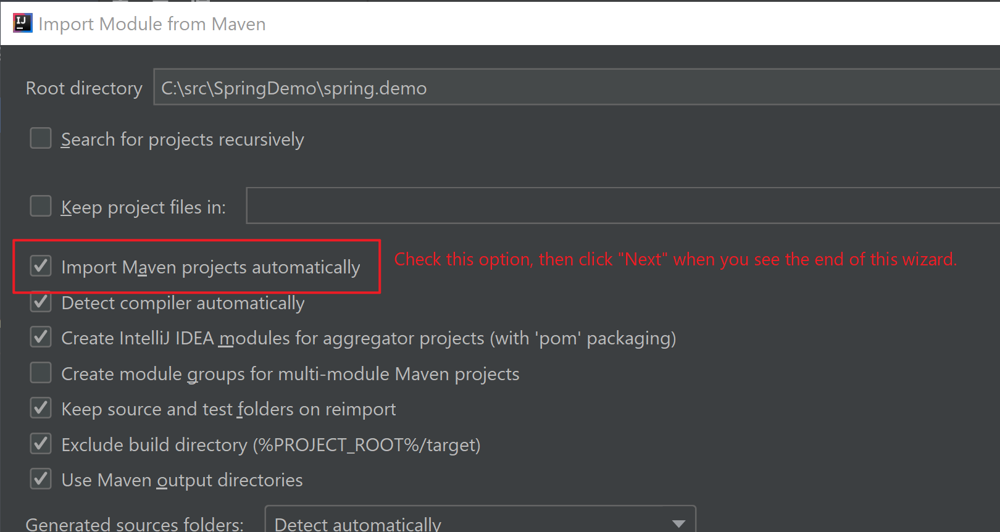 IJ
Import Module from Maven
Root directory C:\src\SpringDemo\spring.demo
Search for projects recursively
Keep project files in:
Import Maven projects automatically
Check this option, then click "Next" when you see the end of this wizard.
Detect compiler automatically
Create IntelliJ IDEA modules for aggregator projects (with 'pom' packaging)
Create module groups for multi-module Maven projects
Keep source and test folders on reimport
Exclude build directory (%PROJECT_ROOT%/target)
Use Maven output directories
Generated sources folders: Detect automatically